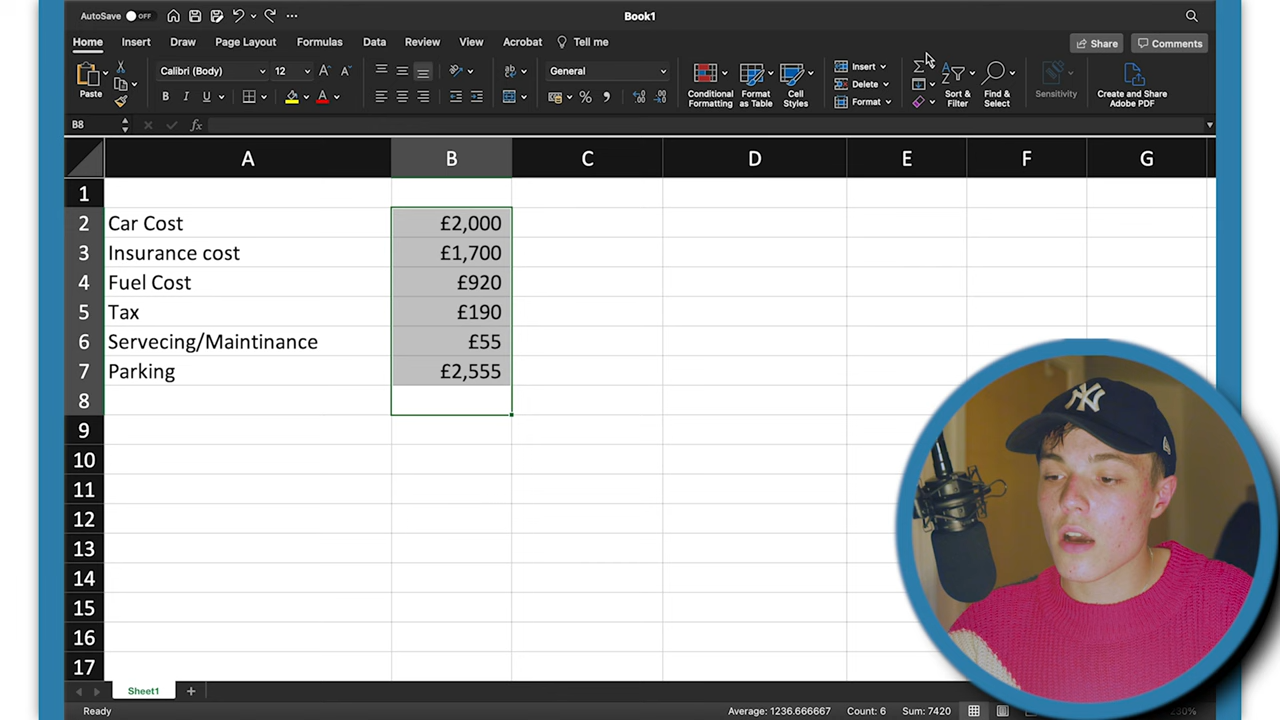 AutoSave OFF
Book1
Home Insert Draw Page Layout Formulas Data Review View Acrobat Tell me
Share Comments
Paste
Calibri (Body) 12
General
Conditional Formatting
Format as Table
Cell Styles
Insert
Delete
Format
Sort & Filter
Find & Select
Sensitivity
Create and Share Adobe PDF
B8 fx
A B C D E F G
1
2 Car Cost £2,000
3 Insurance cost £1,700
4 Fuel Cost £920
5 Tax £190
6 Servecing/Maintinance £55
7 Parking £2,555
8
9
10
11
12
13
14
15
16
17
NY
Sheet1
Ready Average: 1236.666667 Count: 6 Sum: 7420